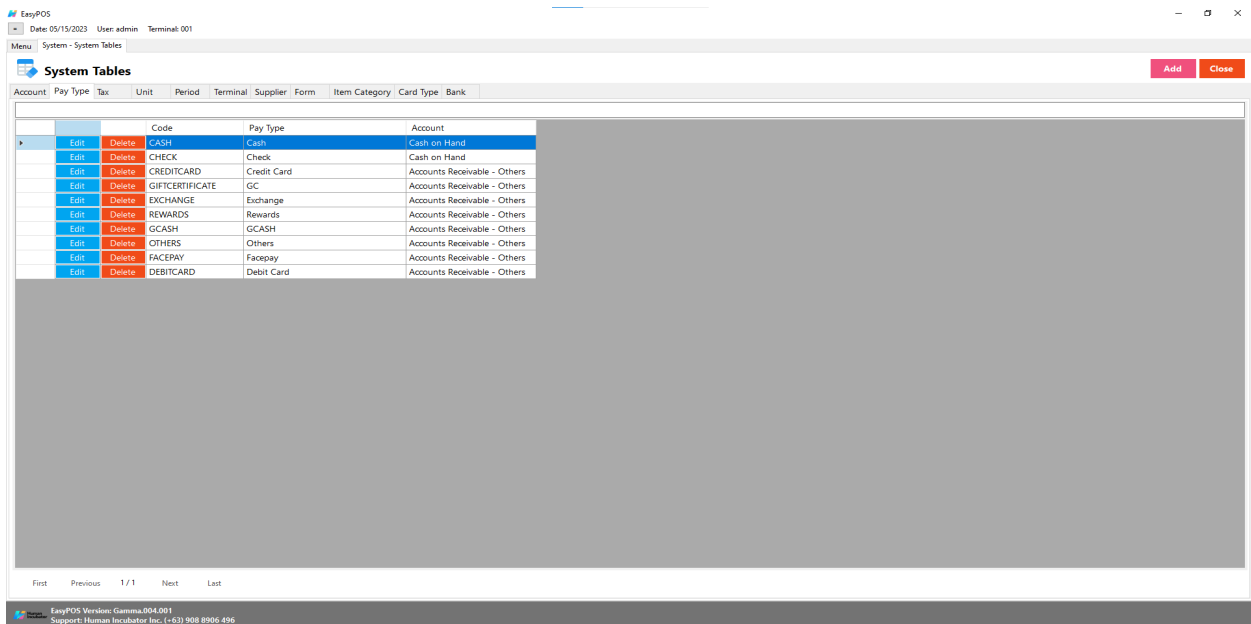 EasyPOS
Date: 05/15/2023 User: admin Terminal: 001
Menu System - System Tables
System Tables Add Close
Account Pay Type Tax Unit Period Terminal Supplier Form Item Category Card Type Bank
Code Pay Type Account
Edit Delete CASH Cash Cash on Hand
Edit Delete CHECK Check Cash on Hand
Edit Delete CREDITCARD Credit Card Accounts Receivable - Others
Edit Delete GIFTCERTIFICATE GC Accounts Receivable - Others
Edit Delete EXCHANGE Exchange Accounts Receivable - Others
Edit Delete REWARDS Rewards Accounts Receivable - Others
Edit Delete GCASH GCASH Accounts Receivable - Others
Edit Delete OTHERS Others Accounts Receivable - Others
Edit Delete FACEPAY Facepay Accounts Receivable - Others
Edit Delete DEBITCARD Debit Card Accounts Receivable - Others
First Previous 1 / 1 Next Last
Human Incubator
EasyPOS Version: Gamma.004.001
Support: Human Incubator Inc. (+63) 908 8906 496